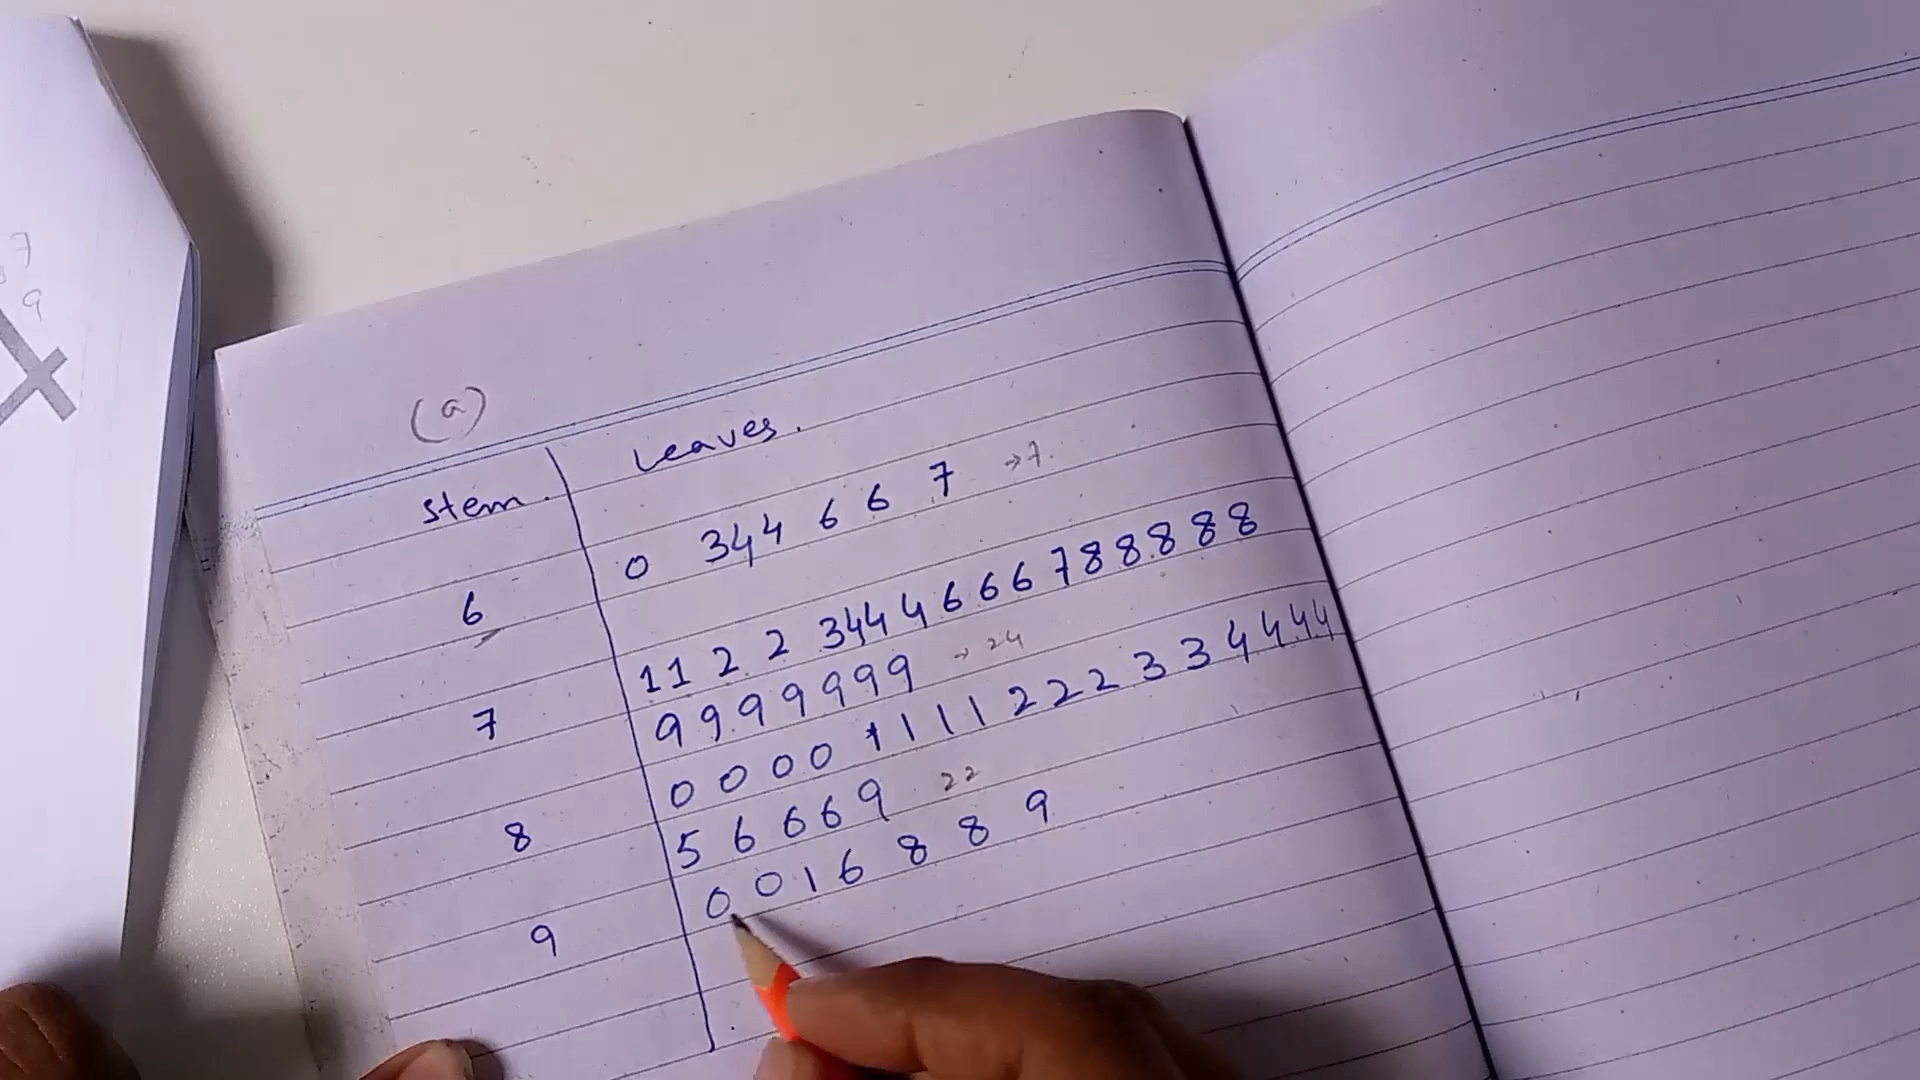 7
9
(a)
stem. leaves.
6 0 3 4 4 6 6 7 →7.
1 1 2 2 3 4 4 4 6 6 6 7 8 8 8 8 8
7 9 9 9 9 9 9 9 → 24
0 0 0 0 1 1 1 1 2 2 2 3 3 4 4 4 4
8 5 6 6 6 9 22
9 0 0 1 6 8 8 9